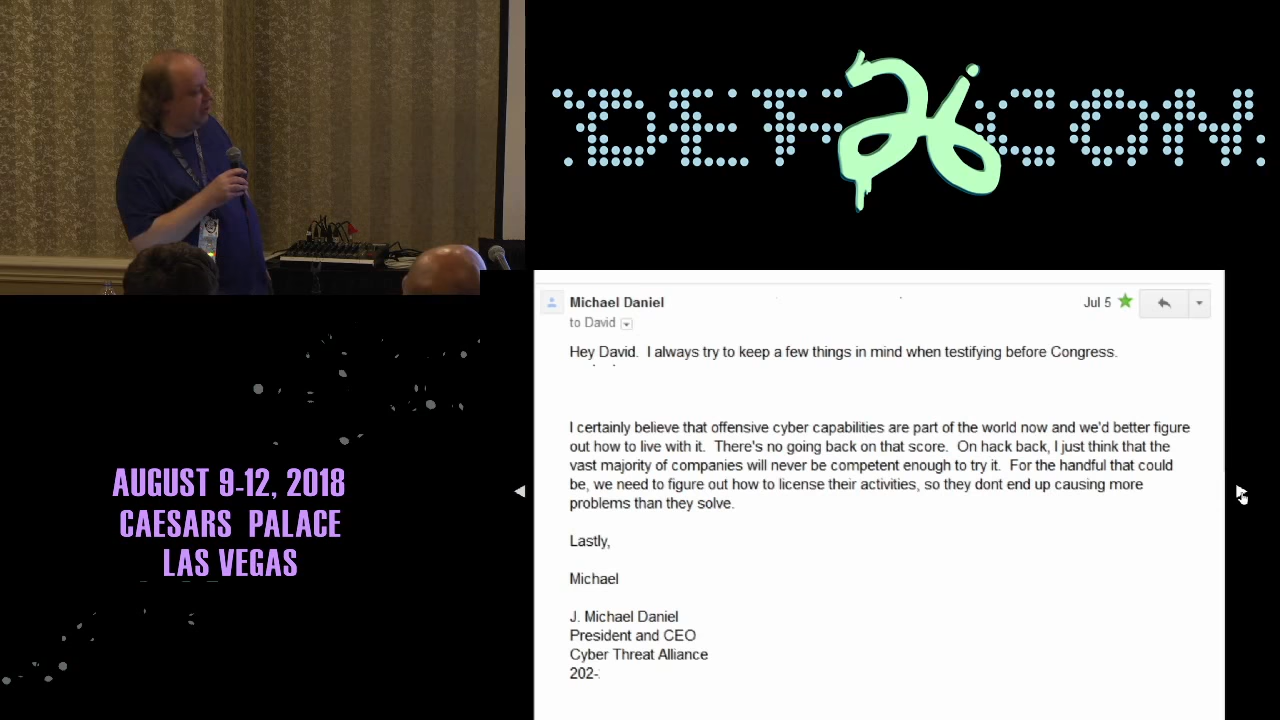 DEF 26 CON
Michael Daniel
Jul 5
to David
Hey David. I always try to keep a few things in mind when testifying before Congress.
I certainly believe that offensive cyber capabilities are part of the world now and we'd better figure
out how to live with it. There's no going back on that score. On hack back, I just think that the
vast majority of companies will never be competent enough to try it. For the handful that could
be, we need to figure out how to license their activities, so they dont end up causing more
problems than they solve.
Lastly,
Michael
J. Michael Daniel
President and CEO
Cyber Threat Alliance
202-
AUGUST 9-12, 2018
CAESARS PALACE
LAS VEGAS